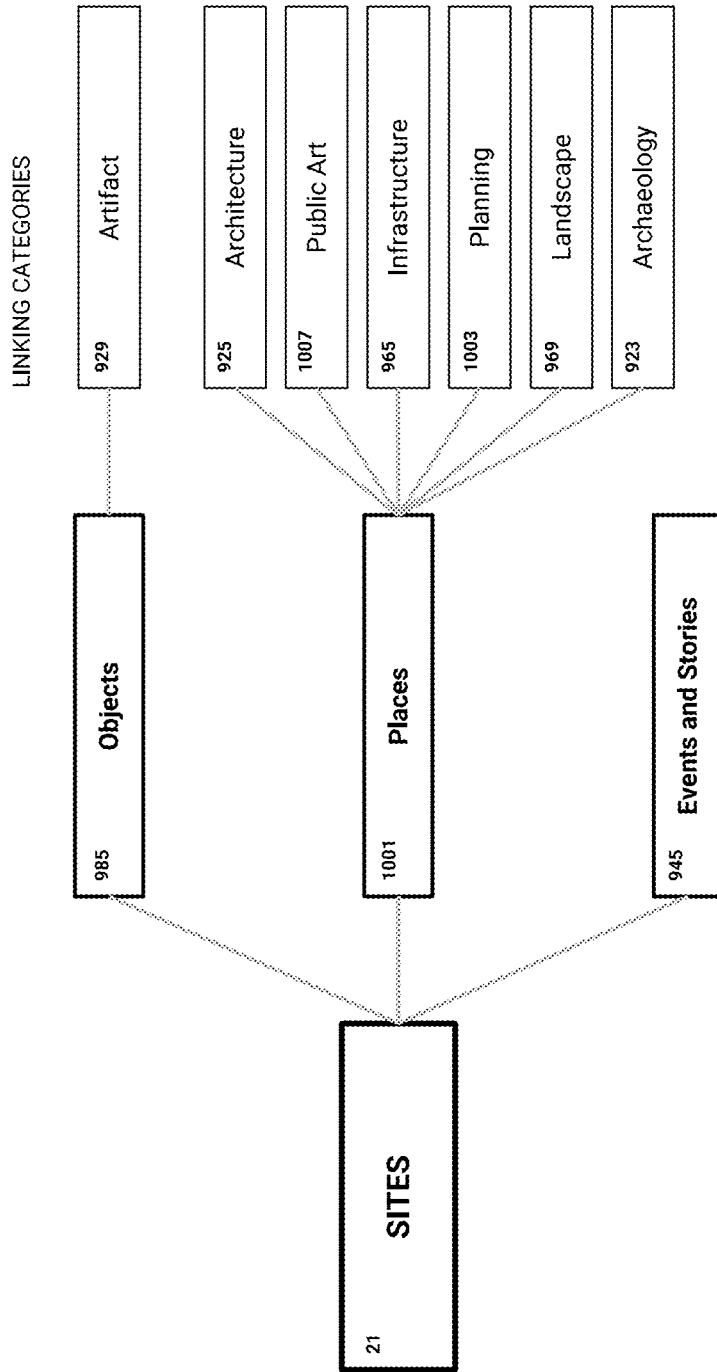 LINKING CATEGORIES
21
SITES
985
Objects
1001
Places
945
Events and Stories
929
Artifact
925
Architecture
1007
Public Art
965
Infrastructure
1003
Planning
969
Landscape
923
Archaeology